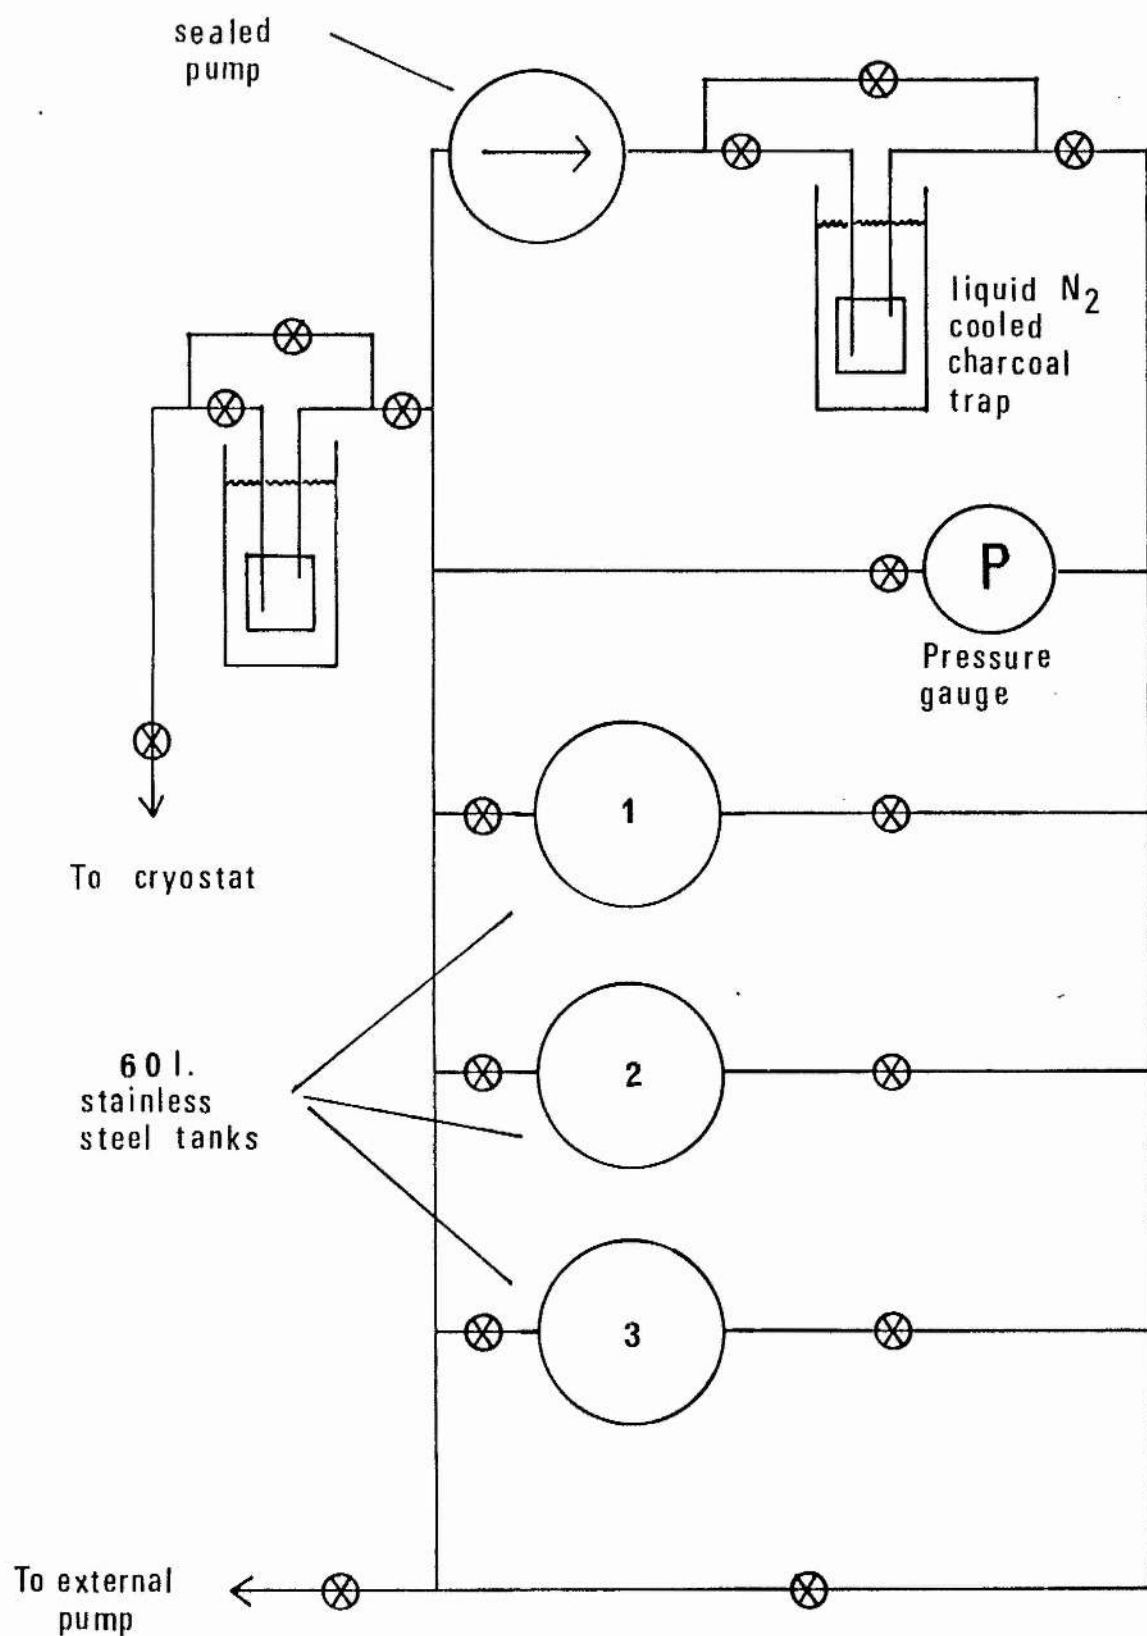 sealed
pump
liquid N2
cooled
charcoal
trap
P
Pressure
gauge
1
To cryostat
60 l.
stainless
steel tanks
2
3
To external
pump